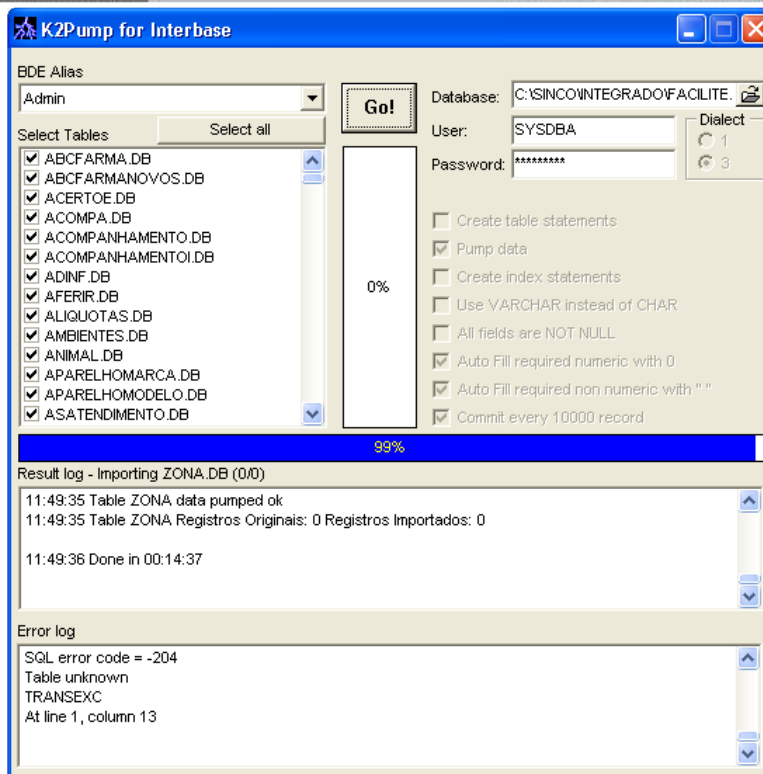 K2Pump for Interbase
BDE Alias
Admin
Go!
Database:
C:\SINCO\INTEGRADO\FACILITE.
User:
SYSDBA
Password:
*********
Dialect
1
3
Select Tables
Select all
ABCFARMA.DB
ABCFARMANOVOS.DB
ACERTOE.DB
ACOMPA.DB
ACOMPANHAMENTO.DB
ACOMPANHAMENTOI.DB
ADINF.DB
AFERIR.DB
ALIQUOTAS.DB
AMBIENTES.DB
ANIMAL.DB
APARELHOMARCA.DB
APARELHOMODELO.DB
ASATENDIMENTO.DB
0%
Create table statements
Pump data
Create index statements
Use VARCHAR instead of CHAR
All fields are NOT NULL
Auto Fill required numeric with 0
Auto Fill required non numeric with " "
Commit every 10000 record
99%
Result log - Importing ZONA.DB (0/0)
11:49:35 Table ZONA data pumped ok
11:49:35 Table ZONA Registros Originais: 0 Registros Importados: 0
11:49:36 Done in 00:14:37
Error log
SQL error code = -204
Table unknown
TRANSEXC
At line 1, column 13